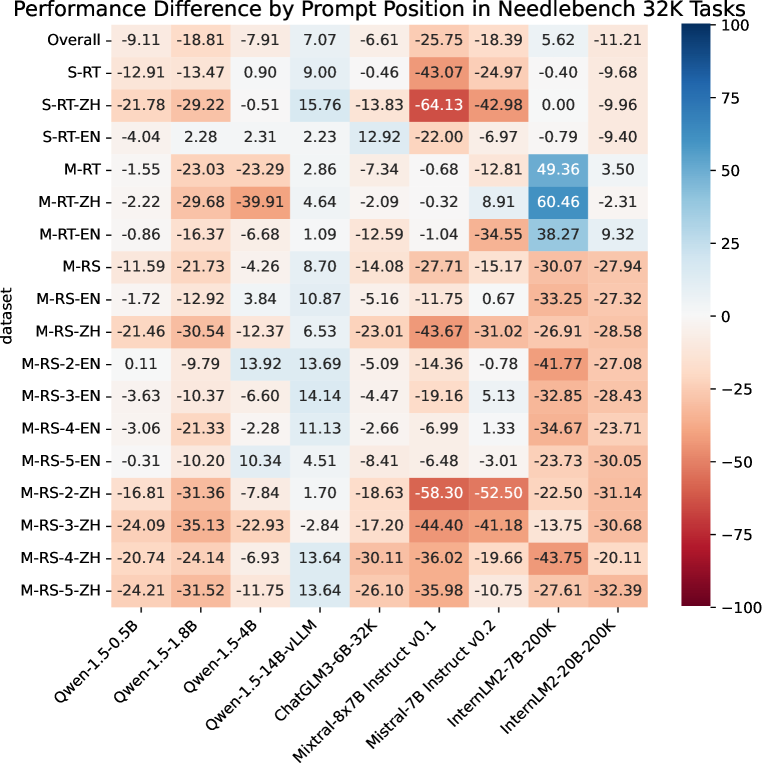 Performance Difference by Prompt Position in Needlebench 32K Tasks
dataset
Overall -9.11 -18.81 -7.91 7.07 -6.61 -25.75 -18.39 5.62 -11.21
S-RT -12.91 -13.47 0.90 9.00 -0.46 -43.07 -24.97 -0.40 -9.68
S-RT-ZH -21.78 -29.22 -0.51 15.76 -13.83 -64.13 -42.98 0.00 -9.96
S-RT-EN -4.04 2.28 2.31 2.23 12.92 -22.00 -6.97 -0.79 -9.40
M-RT -1.55 -23.03 -23.29 2.86 -7.34 -0.68 -12.81 49.36 3.50
M-RT-ZH -2.22 -29.68 -39.91 4.64 -2.09 -0.32 8.91 60.46 -2.31
M-RT-EN -0.86 -16.37 -6.68 1.09 -12.59 -1.04 -34.55 38.27 9.32
M-RS -11.59 -21.73 -4.26 8.70 -14.08 -27.71 -15.17 -30.07 -27.94
M-RS-EN -1.72 -12.92 3.84 10.87 -5.16 -11.75 0.67 -33.25 -27.32
M-RS-ZH -21.46 -30.54 -12.37 6.53 -23.01 -43.67 -31.02 -26.91 -28.58
M-RS-2-EN 0.11 -9.79 13.92 13.69 -5.09 -14.36 -0.78 -41.77 -27.08
M-RS-3-EN -3.63 -10.37 -6.60 14.14 -4.47 -19.16 5.13 -32.85 -28.43
M-RS-4-EN -3.06 -21.33 -2.28 11.13 -2.66 -6.99 1.33 -34.67 -23.71
M-RS-5-EN -0.31 -10.20 10.34 4.51 -8.41 -6.48 -3.01 -23.73 -30.05
M-RS-2-ZH -16.81 -31.36 -7.84 1.70 -18.63 -58.30 -52.50 -22.50 -31.14
M-RS-3-ZH -24.09 -35.13 -22.93 -2.84 -17.20 -44.40 -41.18 -13.75 -30.68
M-RS-4-ZH -20.74 -24.14 -6.93 13.64 -30.11 -36.02 -19.66 -43.75 -20.11
M-RS-5-ZH -24.21 -31.52 -11.75 13.64 -26.10 -35.98 -10.75 -27.61 -32.39
Qwen-1.5-0.5B
Qwen-1.5-1.8B
Qwen-1.5-4B
Qwen-1.5-14B-vLLM
ChatGLM3-6B-32K
Mixtral-8x7B Instruct v0.1
Mistral-7B Instruct v0.2
InternLM2-7B-200K
InternLM2-20B-200K
100
75
50
25
0
−25
−50
−75
−100